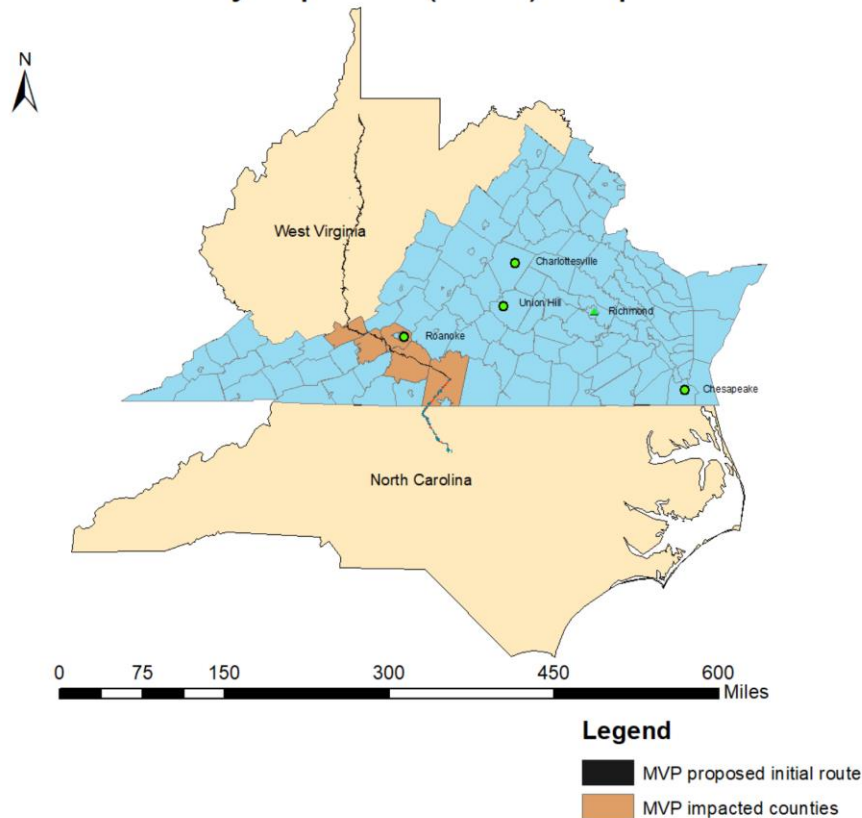 N
West Virginia
Charlottesville
Union Hill
Richmond
Roanoke
Chesapeake
North Carolina
0 75 150 300 450 600
Miles
Legend
MVP proposed initial route
MVP impacted counties